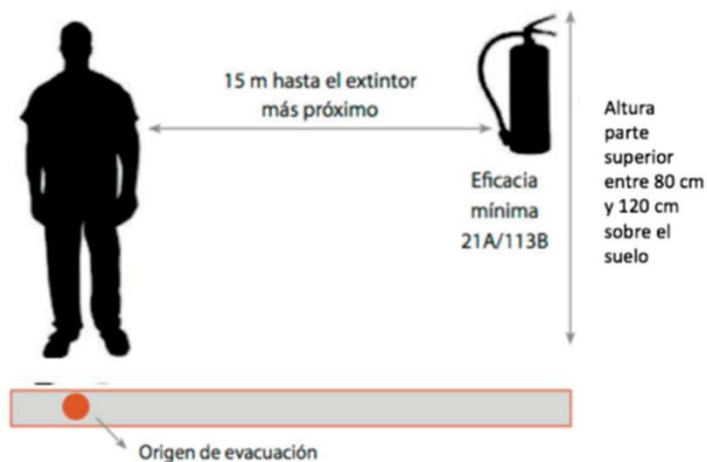 15 m hasta el extintor
más próximo
Eficacia
mínima
21A/113B
Altura
parte
superior
entre 80 cm
y 120 cm
sobre el
suelo
Origen de evacuación